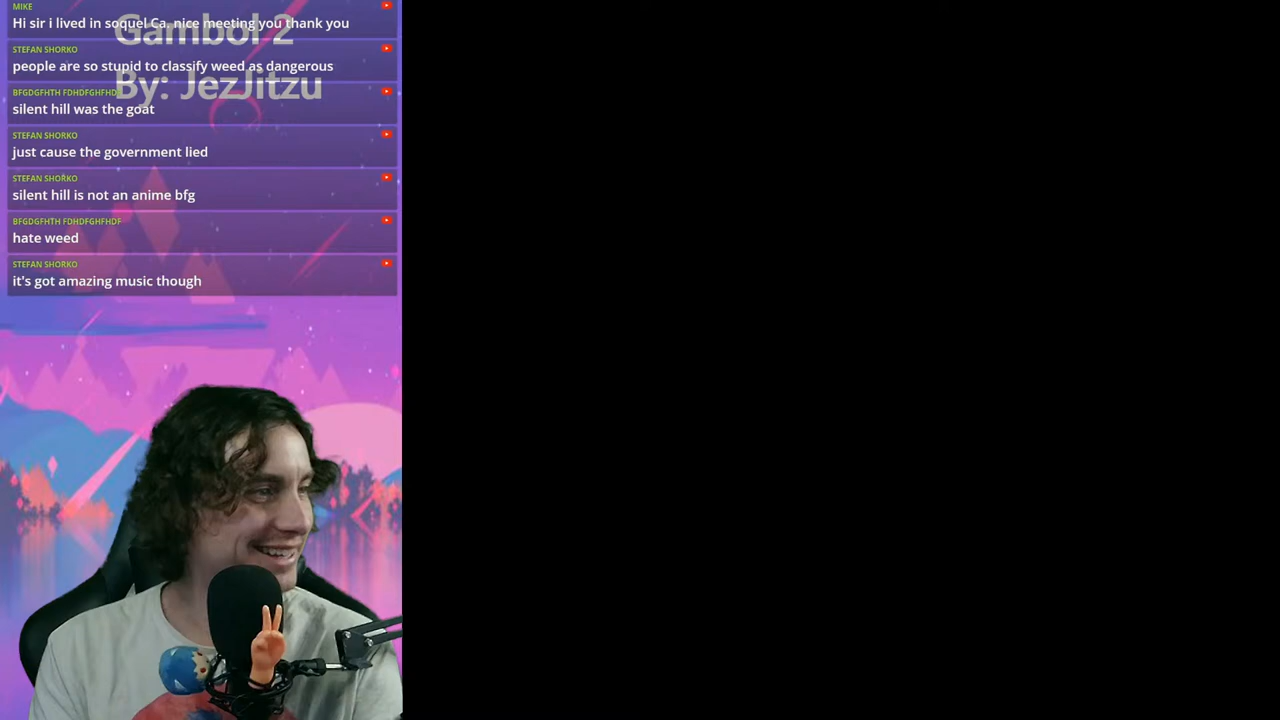 MIKE
Hi sir i lived in soquel Ca, nice meeting you thank you
Gambol 2
STEFAN SHORKO
people are so stupid to classify weed as dangerous
By: JezJitzu
BFGDGFHTH FDHDFGHFHDF
silent hill was the goat
STEFAN SHORKO
just cause the government lied
STEFAN SHORKO
silent hill is not an anime bfg
BFGDGFHTH FDHDFGHFHDF
hate weed
STEFAN SHORKO
it's got amazing music though